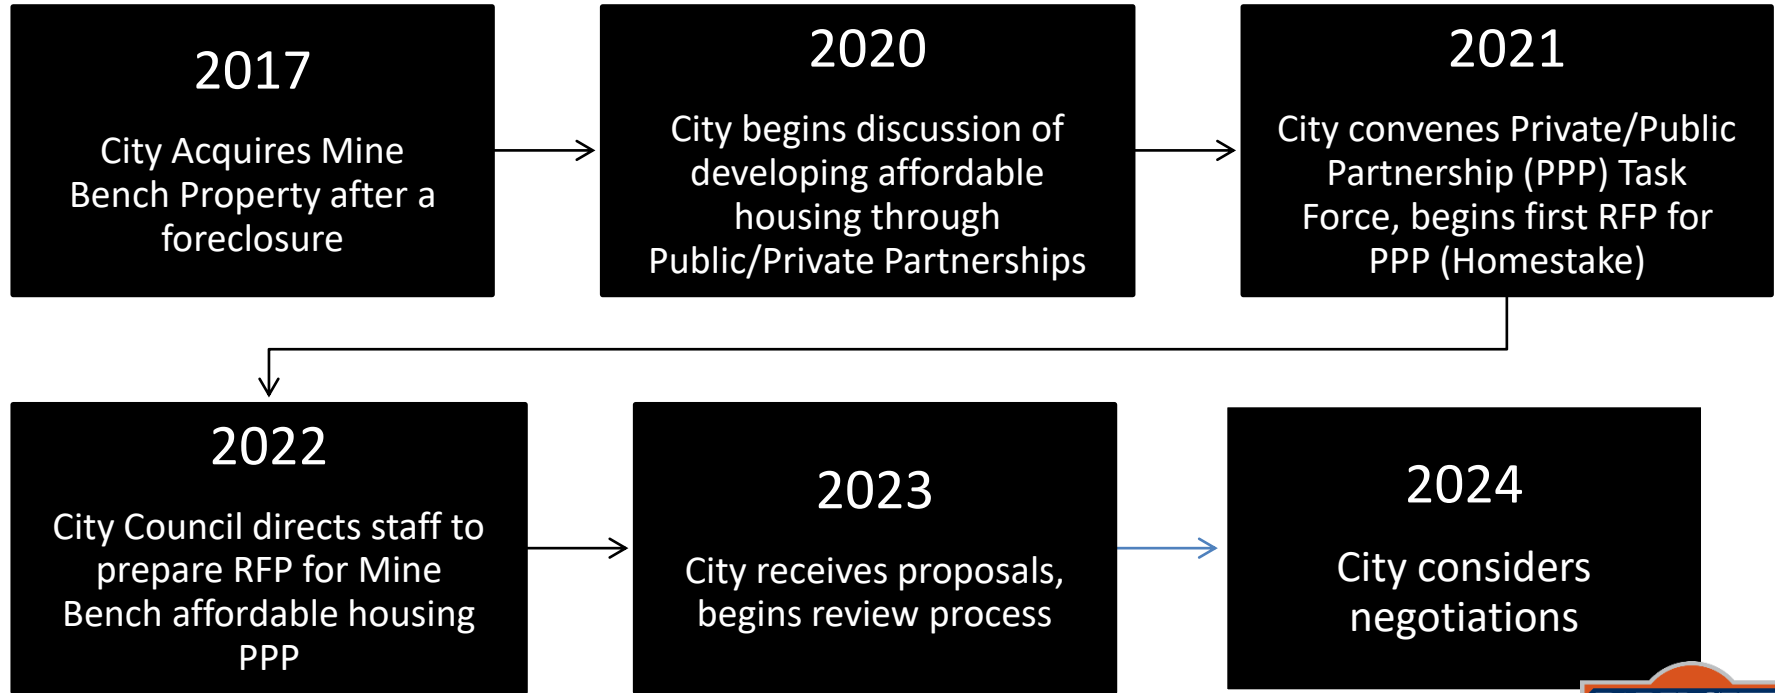 2017
City Acquires Mine
Bench Property after a
foreclosure
2020
City begins discussion of
developing affordable
housing through
Public/Private Partnerships
2021
City convenes Private/Public
Partnership (PPP) Task
Force, begins first RFP for
PPP (Homestake)
2022
City Council directs staff to
prepare RFP for Mine
Bench affordable housing
PPP
2023
City receives proposals,
begins review process
2024
City considers
negotiations